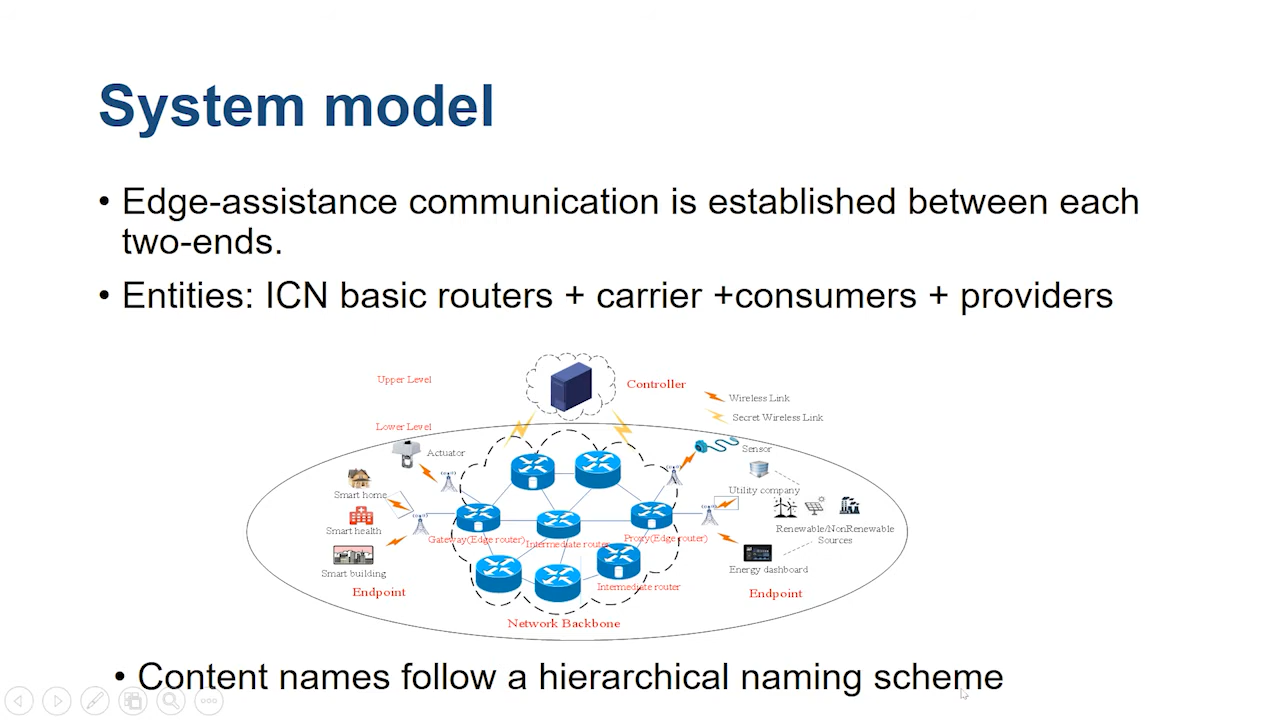 System model
• Edge-assistance communication is established between each
two-ends.
• Entities: ICN basic routers + carrier +consumers + providers
Upper Level
Controller
Wireless Link
Secret Wireless Link
Lower Level
Actuator
Sensor
Smart home
Utility company
Smart health
Renewable/NonRenewable
Sources
Gateway(Edge router)
Intermediate router
Proxy(Edge router)
Smart building
Energy dashboard
Intermediate router
Endpoint
Endpoint
Network Backbone
• Content names follow a hierarchical naming scheme